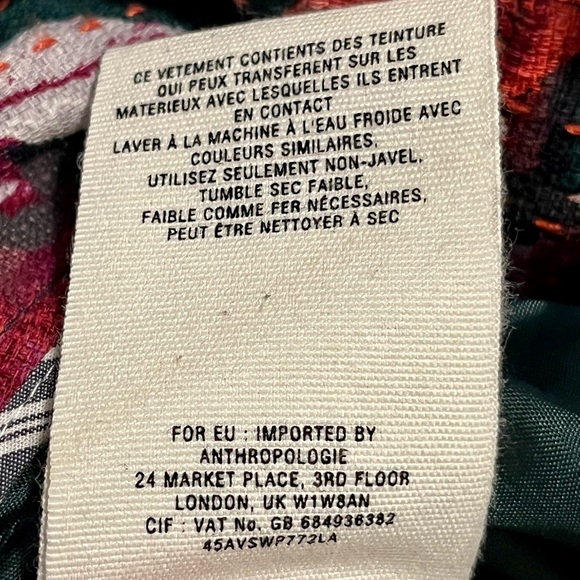 CE VETEMENT CONTIENTS DES TEINTURE
QUI PEUX TRANSFERENT SUR LES
MATERIEUX AVEC LESQUELLES ILS ENTRENT
EN CONTACT
LAVER À LA MACHINE À L'EAU FROIDE AVEC
COULEURS SIMILAIRES,
UTILISEZ SEULEMENT NON-JAVEL,
TUMBLE SEC FAIBLE,
FAIBLE COMME FER NÉCESSAIRES,
PEUT ÊTRE NETTOYER À SEC
FOR EU : IMPORTED BY
ANTHROPOLOGIE
24 MARKET PLACE, 3RD FLOOR
LONDON, UK W1W8AN
CIF : VAT No. GB 684936382
45AVSWP772LA